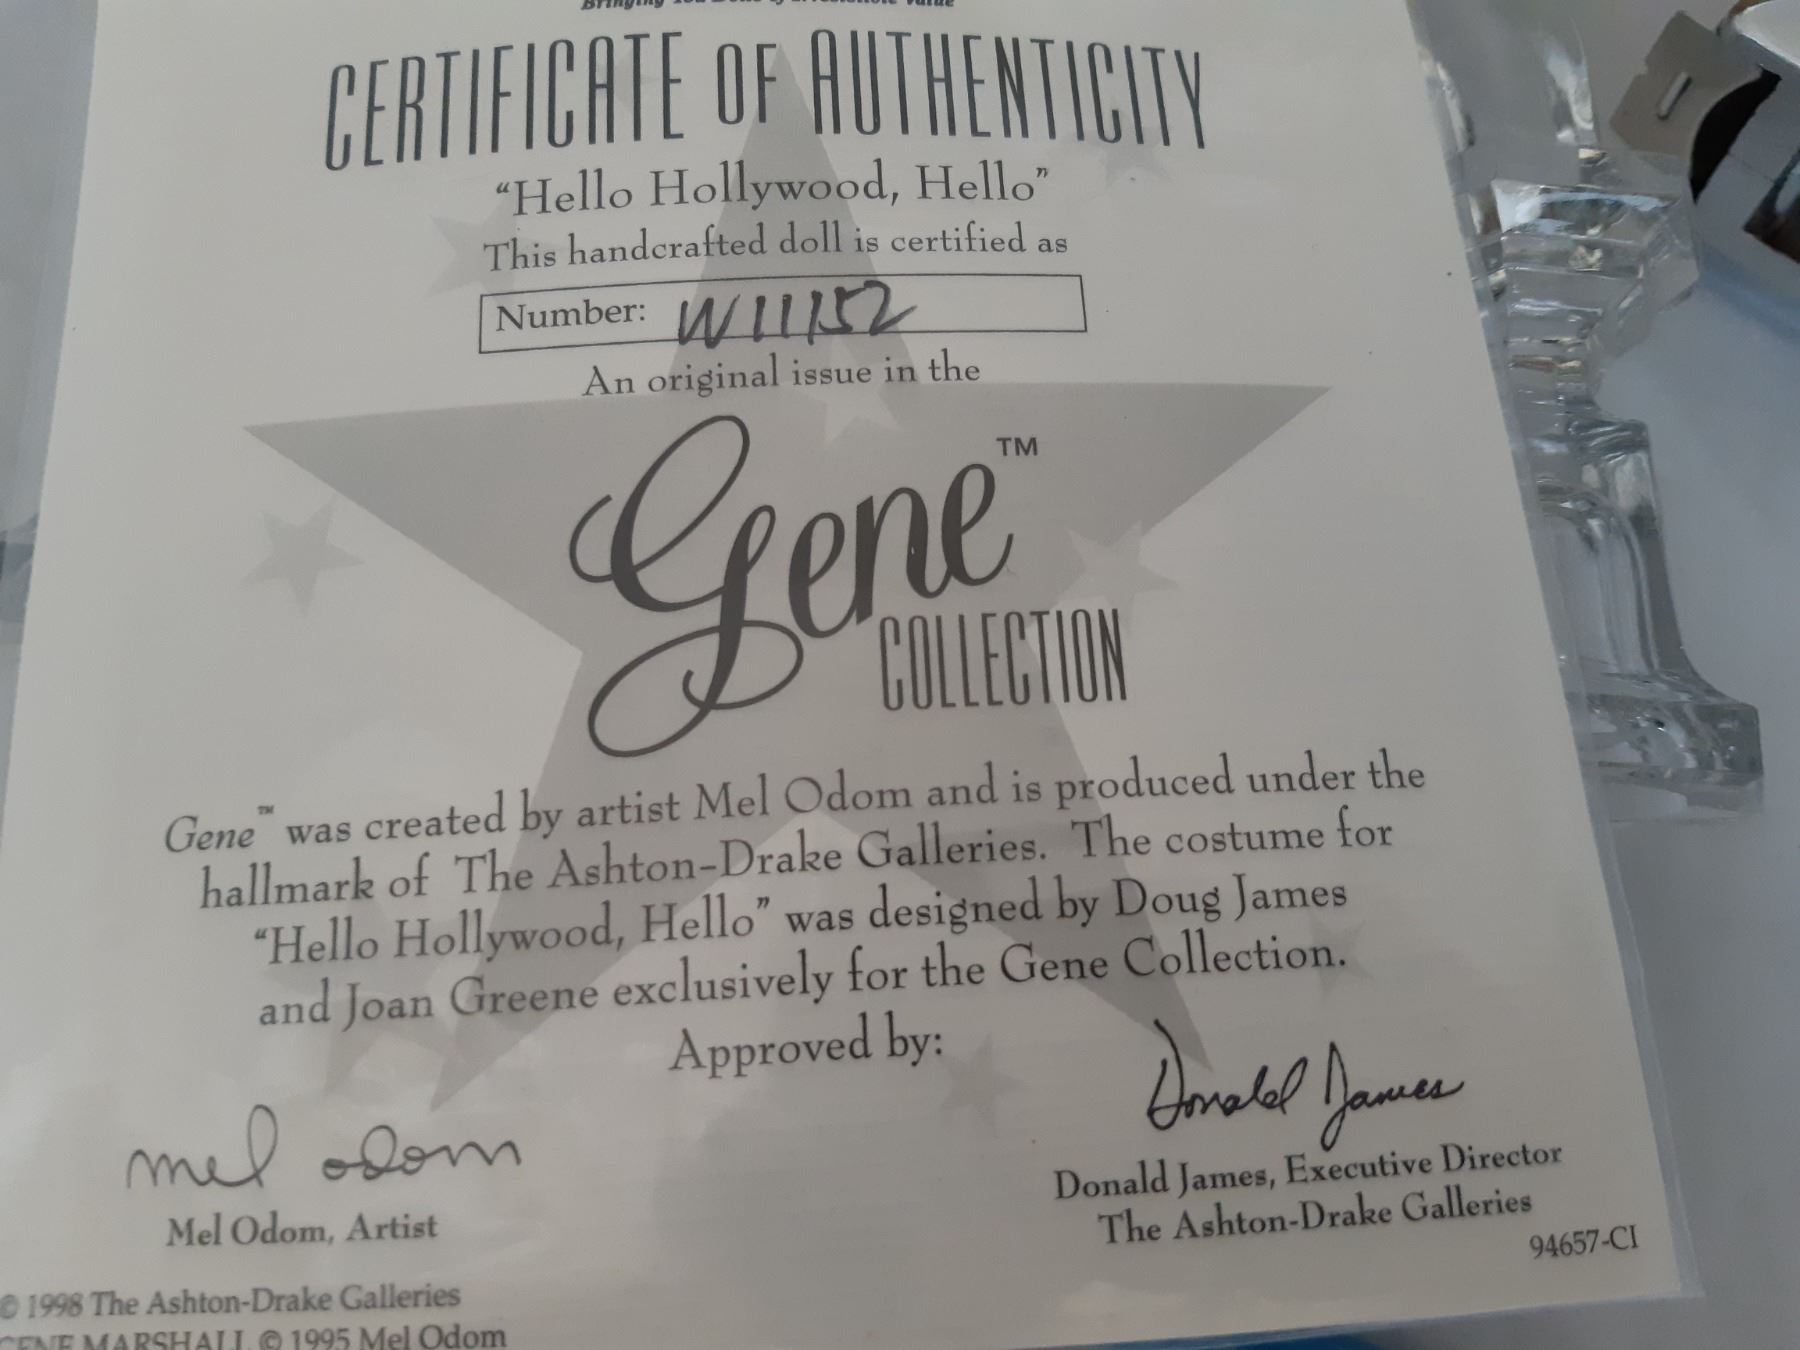 CERTIFICATE OF AUTHENTICITY
“Hello Hollywood, Hello”
This handcrafted doll is certified as
Number: W11152
An original issue in the
Gene™
COLLECTION
Gene™ was created by artist Mel Odom and is produced under the
hallmark of The Ashton-Drake Galleries. The costume for
“Hello Hollywood, Hello” was designed by Doug James
and Joan Greene exclusively for the Gene Collection.
Approved by:
mel odom
Donald James
Mel Odom, Artist
Donald James, Executive Director
The Ashton-Drake Galleries
94657-CI
© 1998 The Ashton-Drake Galleries
GENE MARSHALL © 1995 Mel Odom